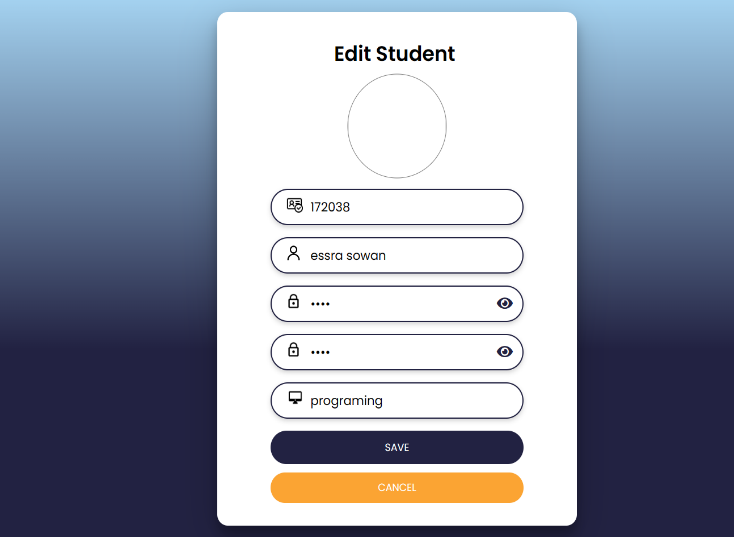 Edit Student
172038
essra sowan
••••
••••
programing
SAVE
CANCEL